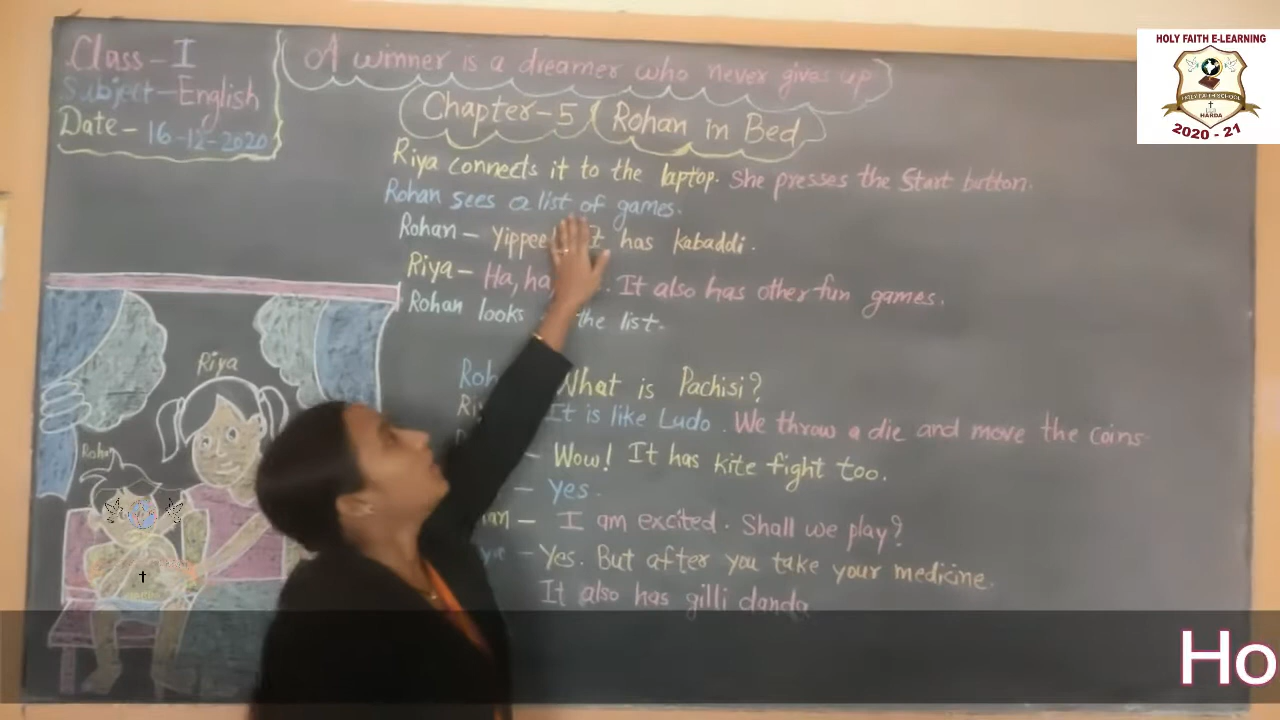 Class - I
Subject - English
Date - 16-12-2020
A winner is a dreamer who never gives up
Chapter - 5 Rohan in Bed
Riya connects it to the laptop. She presses the Start button.
Rohan sees a list of games.
Rohan - Yippee It has kabaddi.
Riya - Ha, ha . It also has other fun games.
Rohan looks the list.
What is Pachisi?
It is like Ludo. We throw a die and move the coins
- Wow! It has kite fight too.
- Yes.
- I am excited. Shall we play?
- Yes. But after you take your medicine.
It also has gilli danda
Riya
HOLY FAITH E-LEARNING
HOLY FAITH SCHOOL
HARDA
2020 - 21
Ho